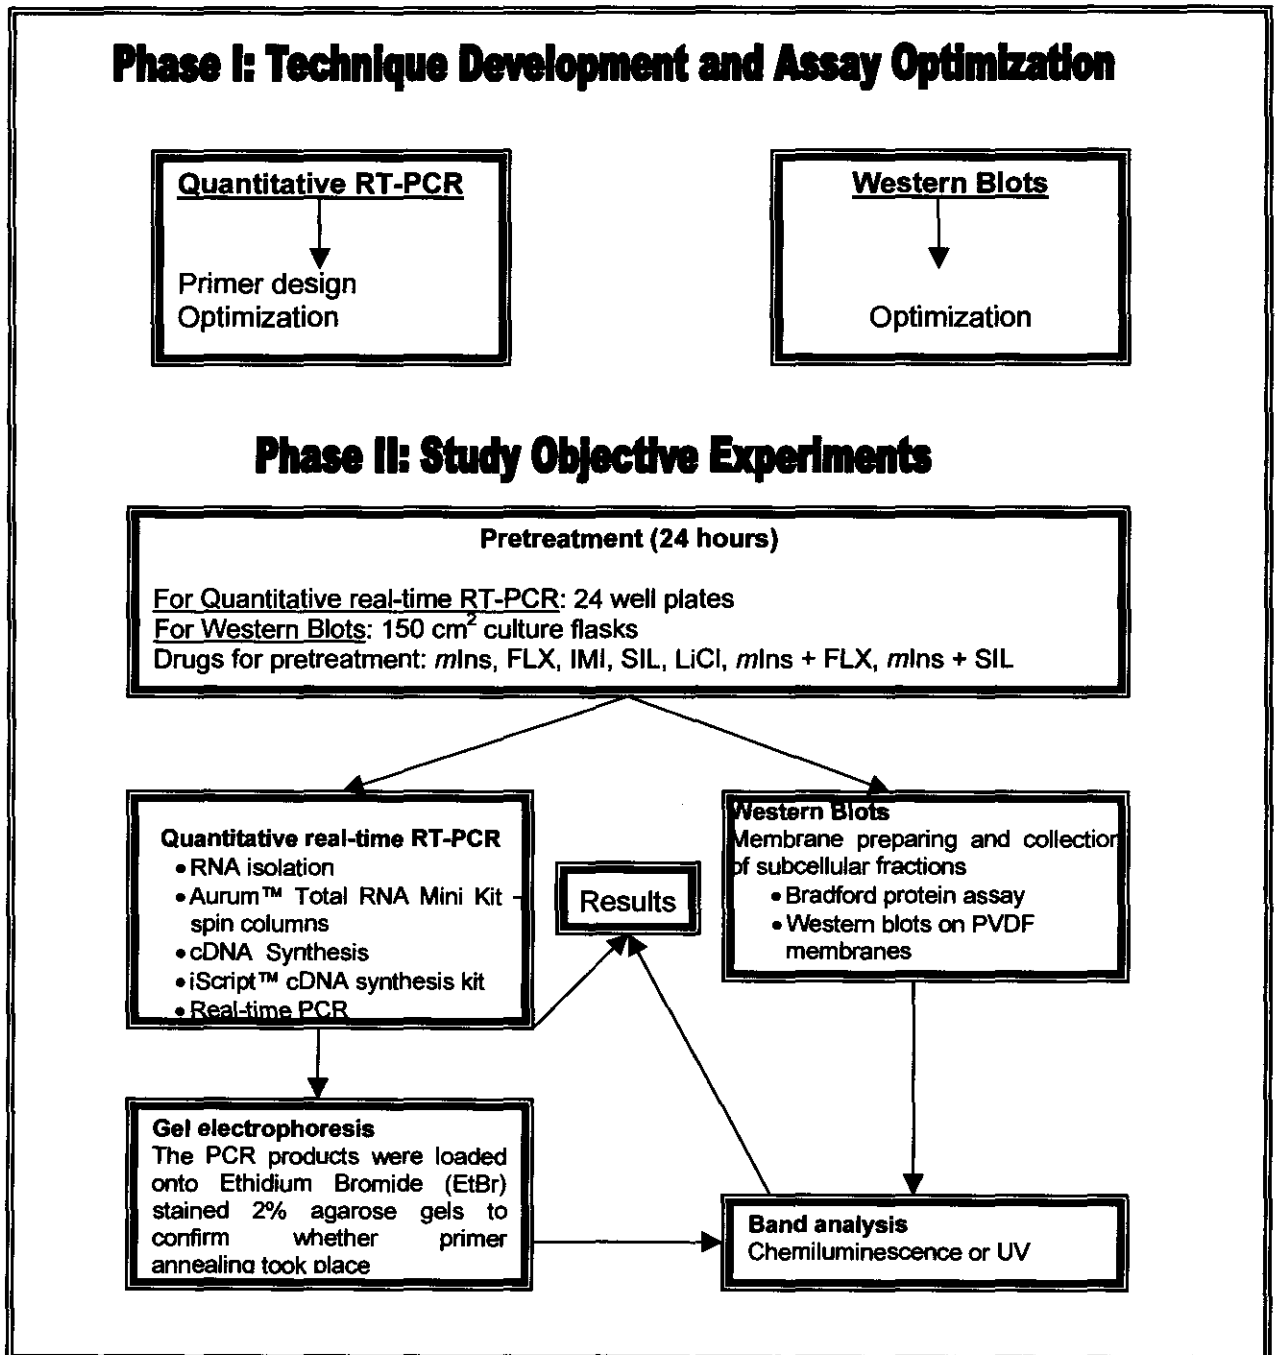 Phase I: Technique Development and Assay Optimization
Quantitative RT-PCR
Primer design
Optimization
Western Blots
Optimization
Phase II: Study Objective Experiments
Pretreatment (24 hours)
For Quantitative real-time RT-PCR: 24 well plates
For Western Blots: 150 cm² culture flasks
Drugs for pretreatment: mIns, FLX, IMI, SIL, LiCl, mIns + FLX, mIns + SIL
Quantitative real-time RT-PCR
• RNA isolation
• Aurum™ Total RNA Mini Kit -
spin columns
• cDNA Synthesis
• iScript™ cDNA synthesis kit
• Real-time PCR
Results
Western Blots
Membrane preparing and collection
of subcellular fractions
• Bradford protein assay
• Western blots on PVDF
membranes
Gel electrophoresis
The PCR products were loaded
onto Ethidium Bromide (EtBr)
stained 2% agarose gels to
confirm whether primer
annealing took place
Band analysis
Chemiluminescence or UV